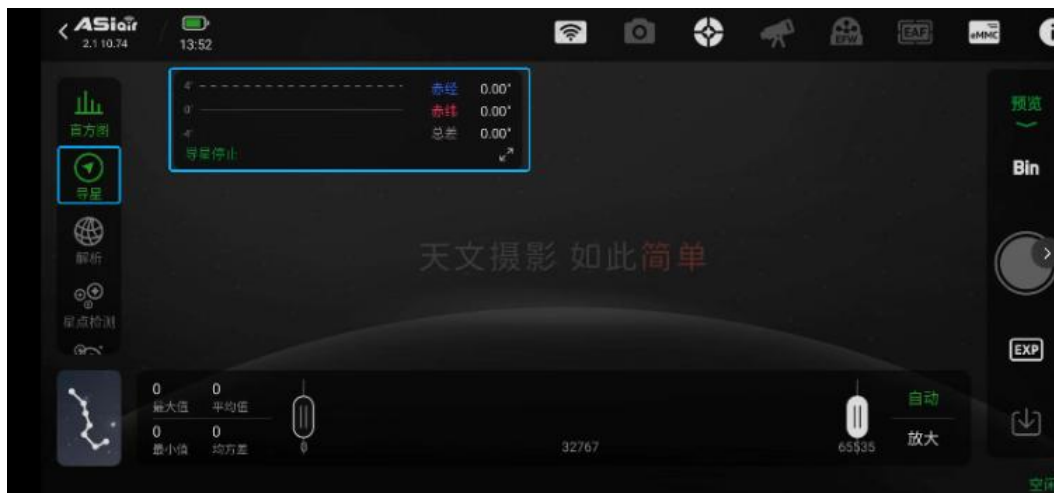 ASiair
2.1 10.74
13:52
EFW
EAF
eMMC
直方图
导星
解析
星点检测
4"
0"
-4"
赤经 0.00"
赤纬 0.00"
总差 0.00"
导星停止
天文摄影 如此简单
预览
Bin
EXP
0 0
最大值 平均值
0 0
最小值 均方差
0
32767
65535
自动
放大
空闲